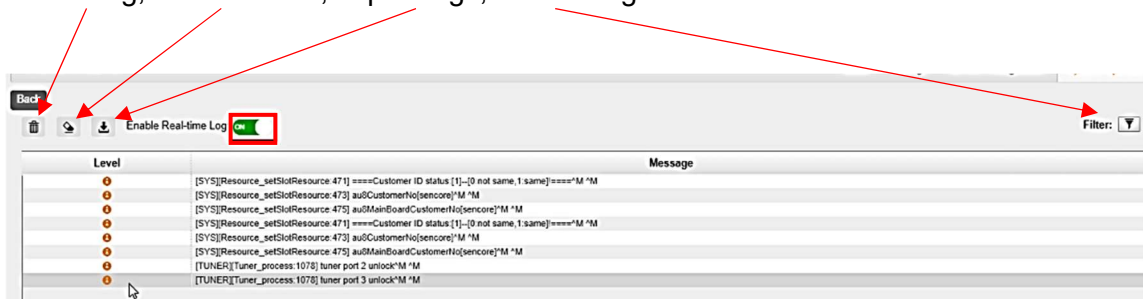 Back
Enable Real-time Log ON Filter:
Level Message
[SYS][Resource_setSlotResource:471] ====Customer ID status:[1]--[0:not same,1:same]!====^M ^M
[SYS][Resource_setSlotResource:473] au8CustomerNo[sencore]^M ^M
[SYS][Resource_setSlotResource:475] au8MainBoardCustomerNo[sencore]^M ^M
[SYS][Resource_setSlotResource:471] ====Customer ID status:[1]--[0:not same,1:same]!====^M ^M
[SYS][Resource_setSlotResource:473] au8CustomerNo[sencore]^M ^M
[SYS][Resource_setSlotResource:475] au8MainBoardCustomerNo[sencore]^M ^M
[TUNER][Tuner_process:1078] tuner port 2 unlock^M ^M
[TUNER][Tuner_process:1078] tuner port 3 unlock^M ^M